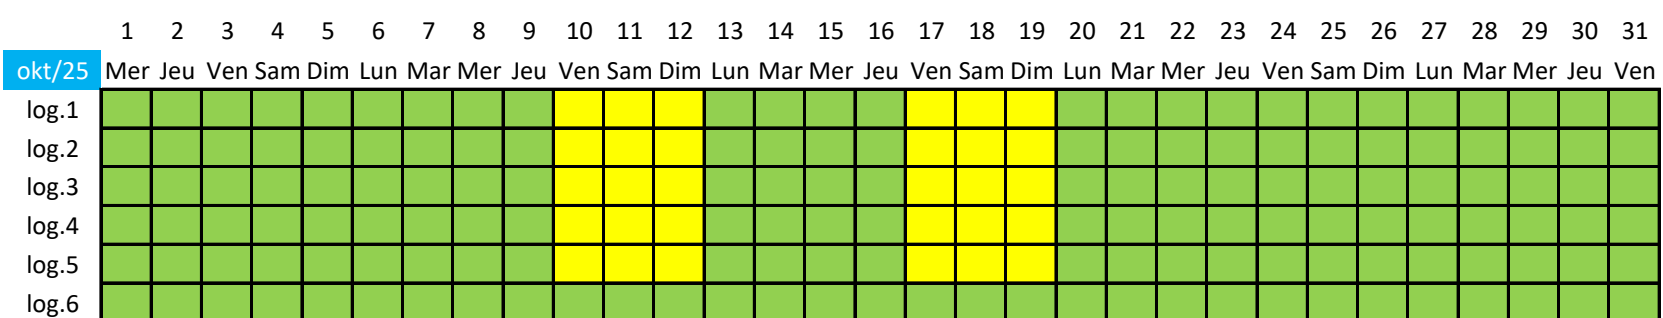 1 2 3 4 5 6 7 8 9 10 11 12 13 14 15 16 17 18 19 20 21 22 23 24 25 26 27 28 29 30 31
okt/25 Mer Jeu Ven Sam Dim Lun Mar Mer Jeu Ven Sam Dim Lun Mar Mer Jeu Ven Sam Dim Lun Mar Mer Jeu Ven Sam Dim Lun Mar Mer Jeu Ven
log.1
log.2
log.3
log.4
log.5
log.6